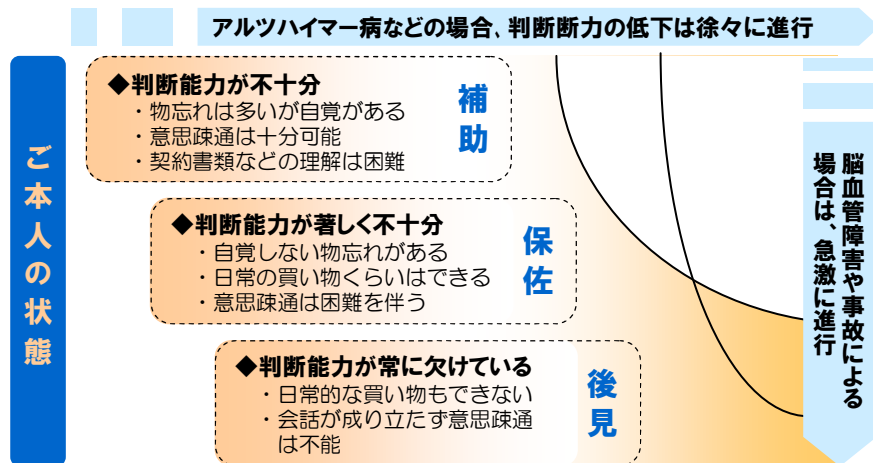 アルツハイマー病などの場合、判断断力の低下は徐々に進行
ご本人の状態
◆判断能力が不十分
・物忘れは多いが自覚がある
・意思疎通は十分可能
・契約書類などの理解は困難
補助
◆判断能力が著しく不十分
・自覚しない物忘れがある
・日常の買い物くらいはできる
・意思疎通は困難を伴う
保佐
◆判断能力が常に欠けている
・日常的な買い物もできない
・会話が成り立たず意思疎通
は不能
後見
脳血管障害や事故による
場合は、急激に進行